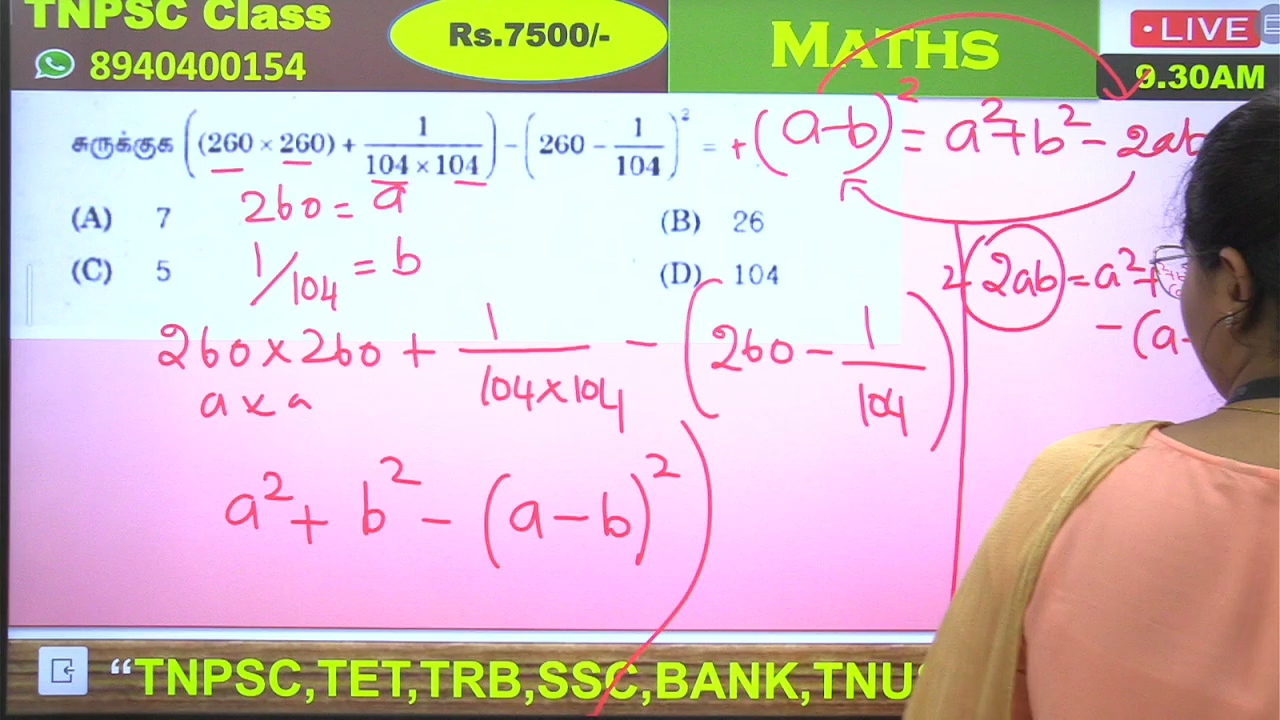 TNPSC Class
8940400154
Rs.7500/-
MATHS
• LIVE
9.30AM
சுருக்குக ((260 × 260) + 1/(104 × 104)) − (260 − 1/104)² =
(A) 7
(B) 26
(C) 5
(D) 104
+(a−b)² = a²+b²−2ab
260 = a
1/104 = b
2ab = a²+
−(a-
260×260 + 1/(104×104) − (260 − 1/104)
a × a
a² + b² − (a−b)²
“TNPSC,TET,TRB,SSC,BANK,TNU